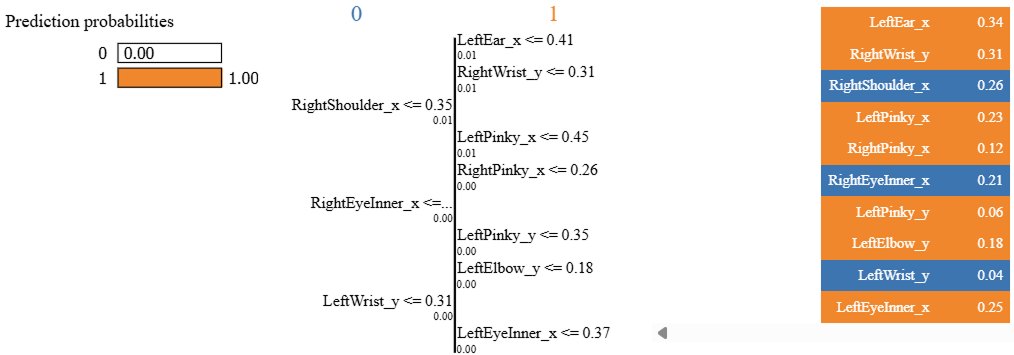 Prediction probabilities
0 0.00
1 1.00
0 1
LeftEar_x <= 0.41
0.01
RightWrist_y <= 0.31
0.01
RightShoulder_x <= 0.35
0.01
LeftPinky_x <= 0.45
0.01
RightPinky_x <= 0.26
0.00
RightEyeInner_x <=...
0.00
LeftPinky_y <= 0.35
0.00
LeftElbow_y <= 0.18
0.00
LeftWrist_y <= 0.31
0.00
LeftEyeInner_x <= 0.37
0.00
LeftEar_x 0.34
RightWrist_y 0.31
RightShoulder_x 0.26
LeftPinky_x 0.23
RightPinky_x 0.12
RightEyeInner_x 0.21
LeftPinky_y 0.06
LeftElbow_y 0.18
LeftWrist_y 0.04
LeftEyeInner_x 0.25